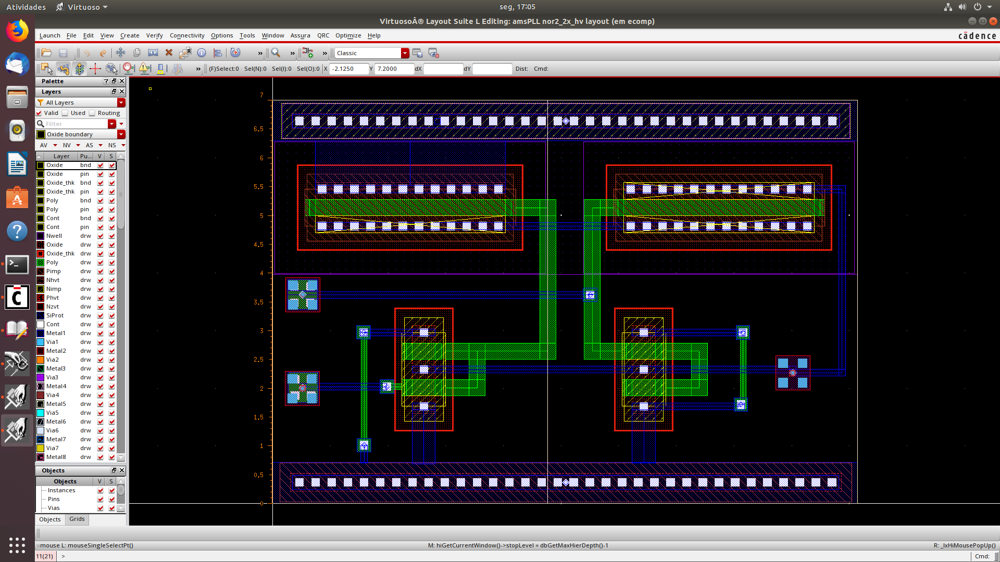 Atividades Virtuoso seg, 17:05
VirtuosoÂ® Layout Suite L Editing: amsPLL nor2_2x_hv layout (em ecomp)
Launch File Edit View Create Verify Connectivity Options Tools Window Assura QRC Optimize Help
cādence
» » » Classic
» (F)Select:0 Sel(N):0 Sel(I):0 Sel(O):0 X -2.1250 Y 7.2000 dX dY Dist: Cmd:
Palette
Layers
All Layers
Valid Used Routing
Filter
Oxide boundary
AV NV AS NS
Layer Pu... V S
Oxide bnd
Oxide pin
Oxide_thk bnd
Oxide_thk pin
Poly bnd
Poly pin
Cont bnd
Cont pin
Nwell drw
Oxide drw
Oxide_thk drw
Poly drw
Pimp drw
Nhvt drw
Nimp drw
Phvt drw
Nzvt drw
SiProt drw
Cont drw
Metal1 drw
Via1 drw
Metal2 drw
Via2 drw
Metal3 drw
Via3 drw
Metal4 drw
Via4 drw
Metal5 drw
Via5 drw
Metal6 drw
Via6 drw
Metal7 drw
Via7 drw
Metal8 drw
Objects
Objects V S
Instances
Pins
Vias
Objects Grids
7
6.5
6
5.5
5
4.5
4
3.5
3
2.5
2
1.5
1
0.5
0
mouse L: mouseSingleSelectPt() M: hiGetCurrentWindow()->stopLevel = dbGetMaxHierDepth()-1 R: _lxHiMousePopUp()
11(21) > Cmd: